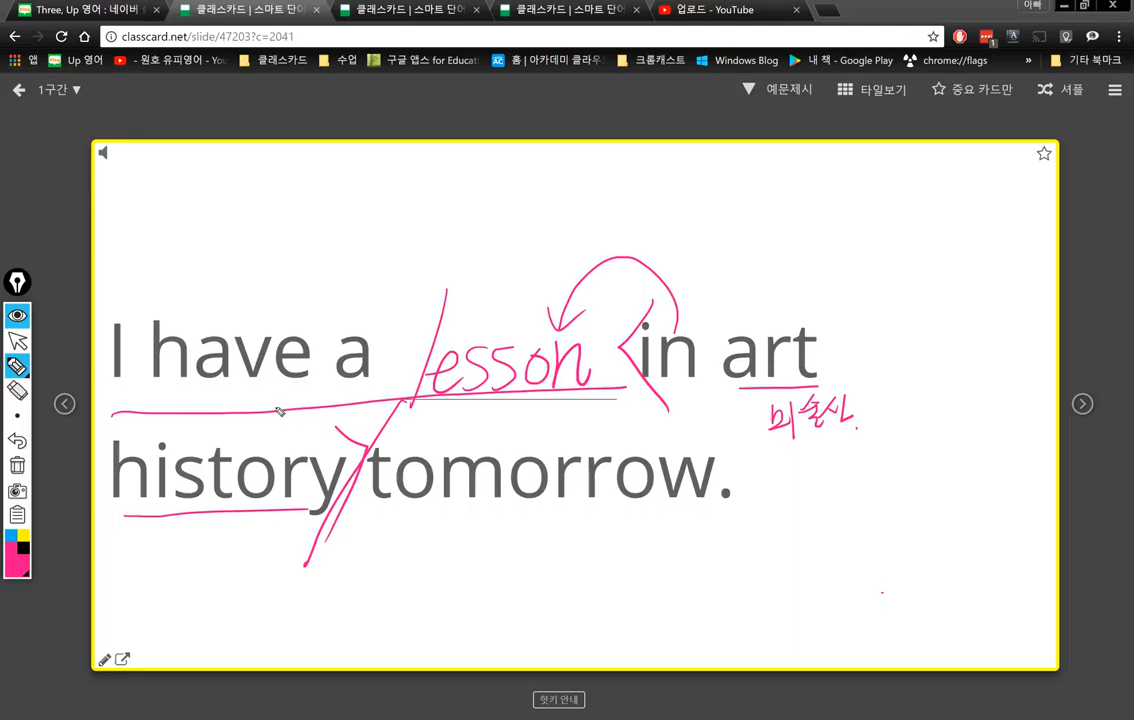 Three, Up 영어 : 네이버
클래스카드 | 스마트 단어
클래스카드 | 스마트 단어
클래스카드 | 스마트 단어
업로드 - YouTube
이빠
classcard.net/slide/47203?c=2041
앱
Up 영어
- 원호 유피영어 - You
클래스카드
수업
구글 앱스 for Educati
홈 | 아카데미 클라우
크롬캐스트
Windows Blog
내 책 - Google Play
chrome://flags
»
기타 북마크
1구간 ▼
예문제시
타일보기
중요 카드만
셔플
I have a lesson in art
미술사.
history tomorrow.
핫키 안내